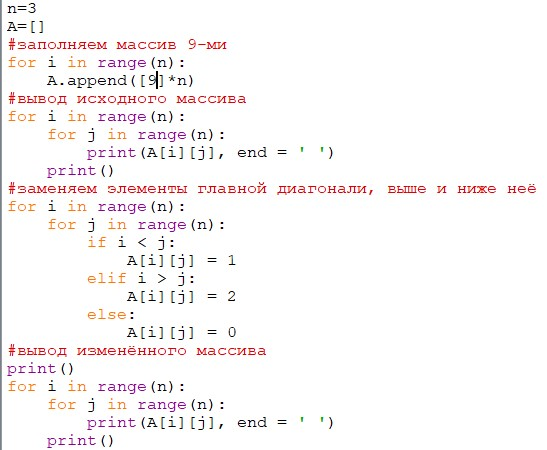 n=3
A=[]
#заполняем массив 9-ми
for i in range(n):
    A.append([9]*n)
#вывод исходного массива
for i in range(n):
    for j in range(n):
        print(A[i][j], end = ' ')
    print()
#заменяем элементы главной диагонали, выше и ниже неё
for i in range(n):
    for j in range(n):
        if i < j:
            A[i][j] = 1
        elif i > j:
            A[i][j] = 2
        else:
            A[i][j] = 0
#вывод изменённого массива
print()
for i in range(n):
    for j in range(n):
        print(A[i][j], end = ' ')
    print()